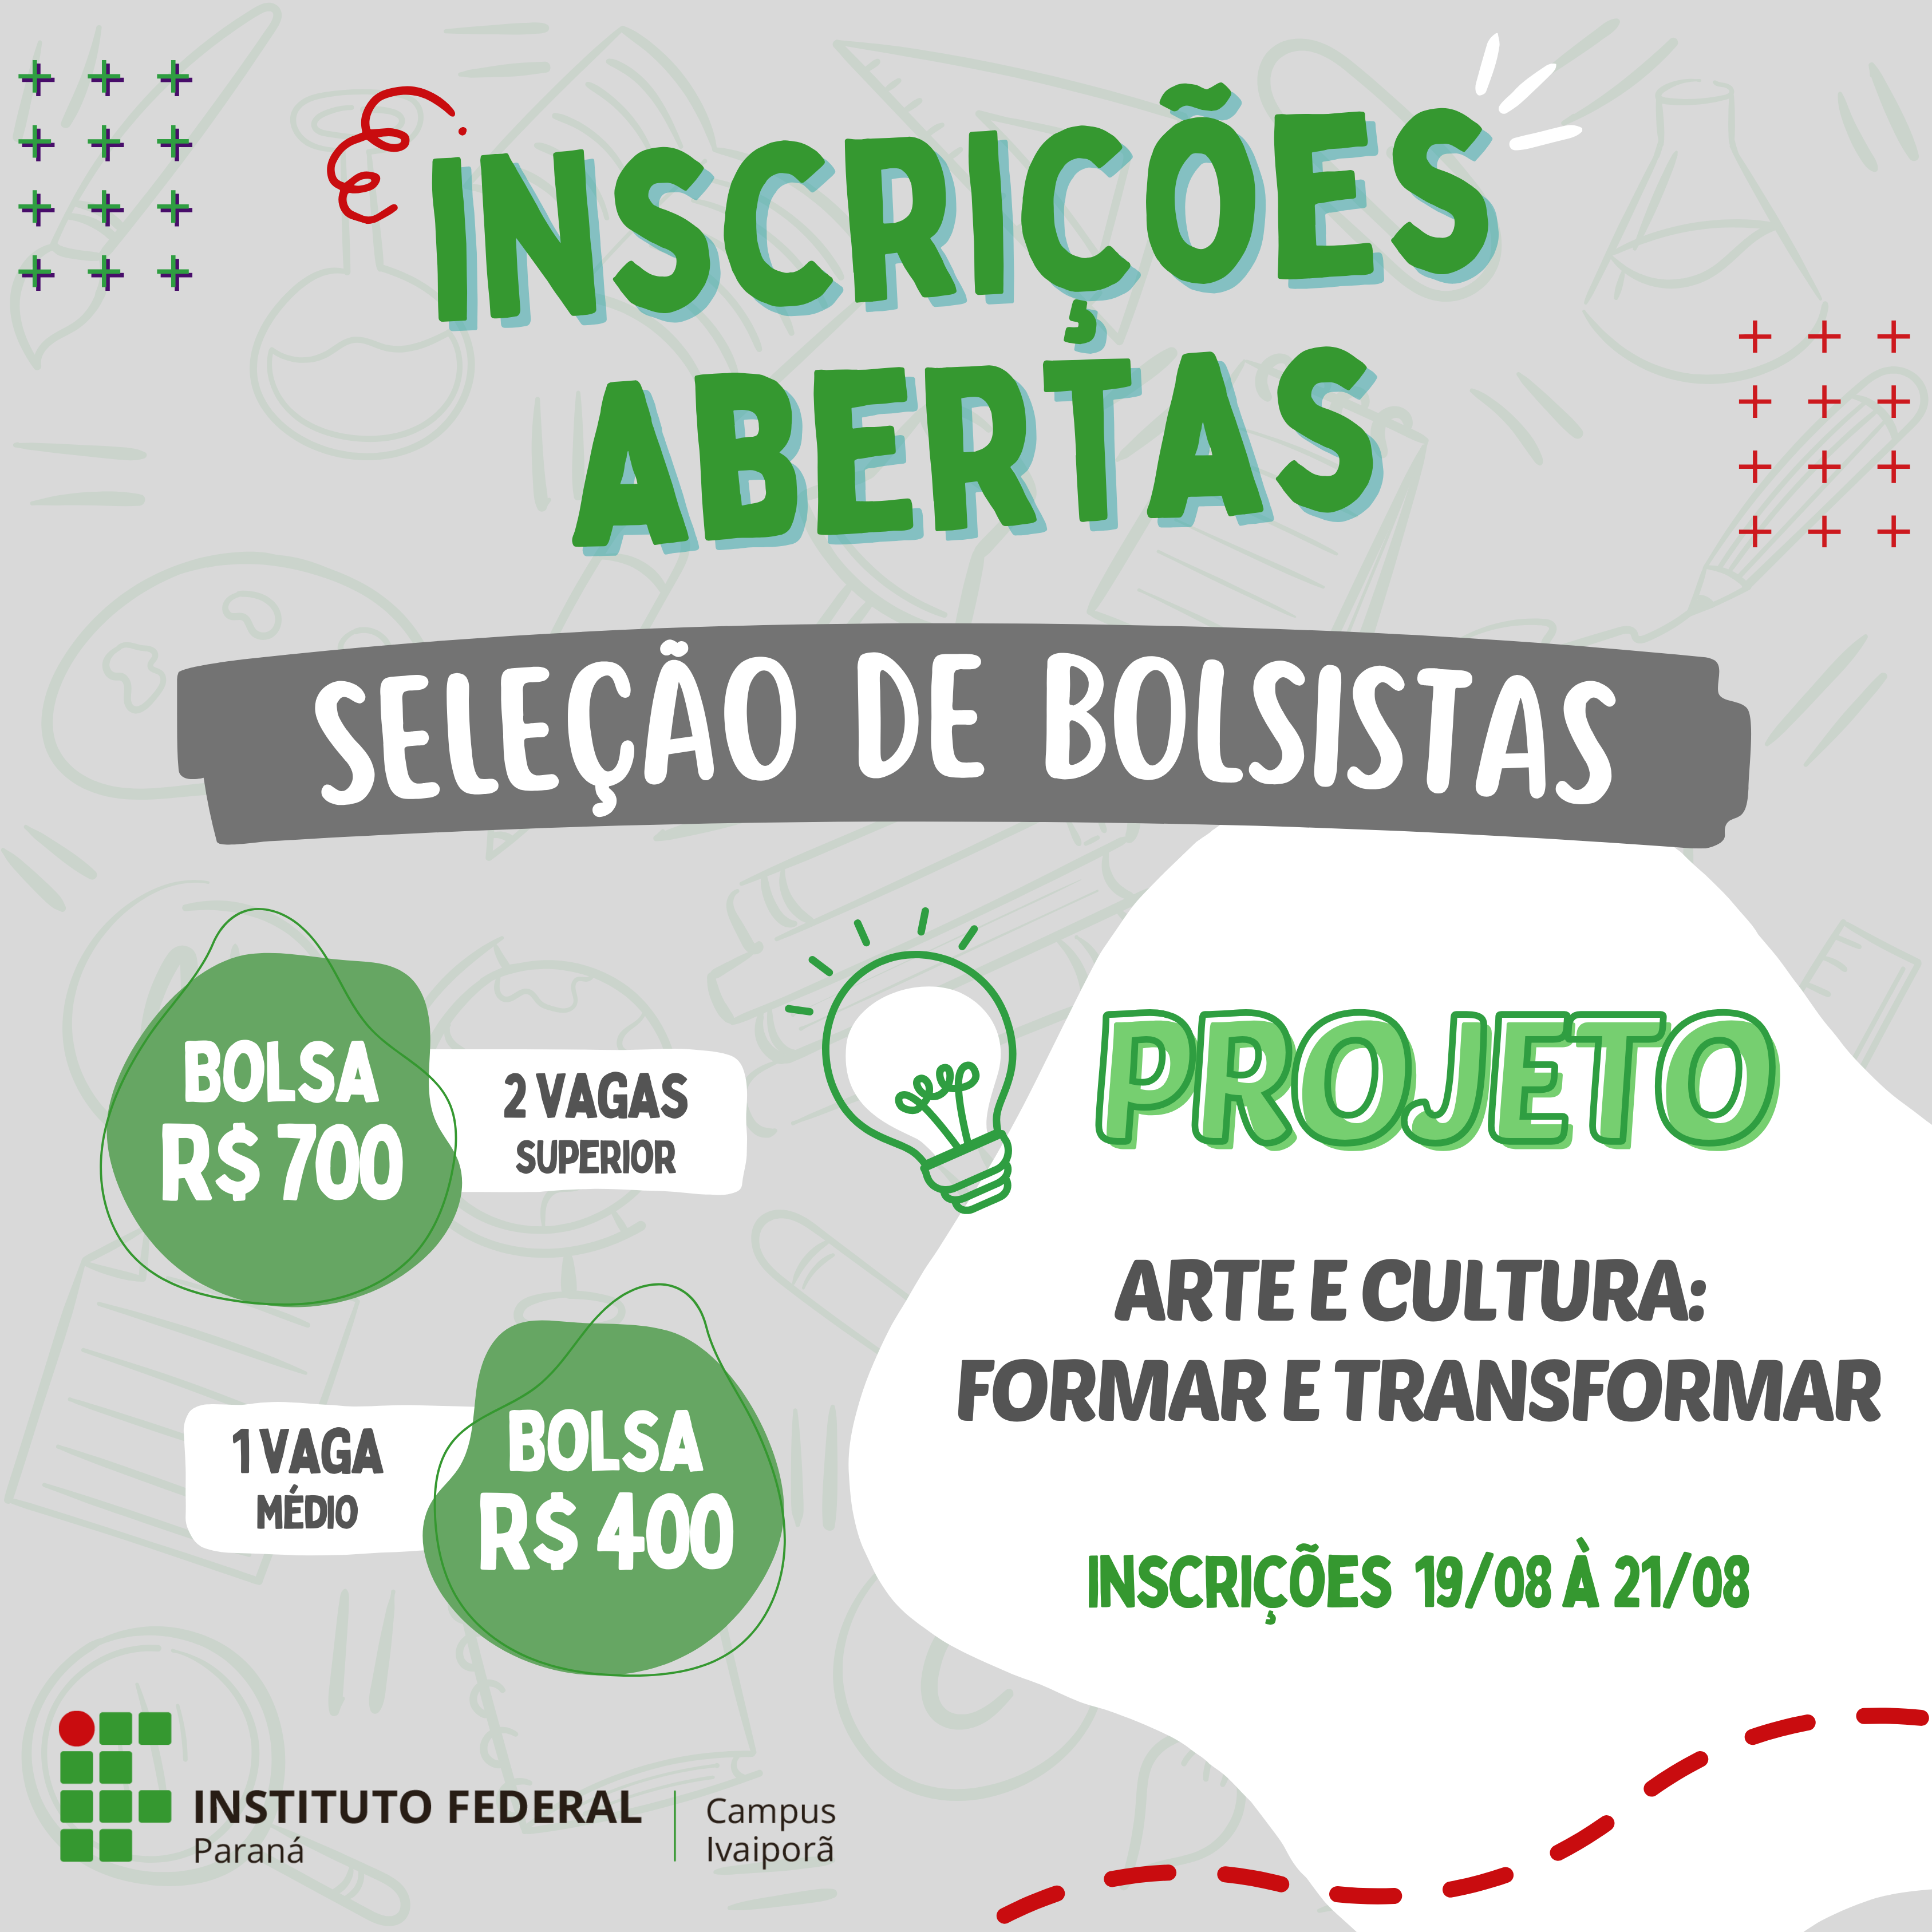 INSCRIÇÕES
ABERTAS
SELEÇÃO DE BOLSISTAS
BOLSA
R$ 700
2 VAGAS
SUPERIOR
1 VAGA
MÉDIO
BOLSA
R$ 400
PROJETO
ARTE E CULTURA:
FORMAR E TRANSFORMAR
INSCRIÇÕES 19/08 À 21/08
INSTITUTO FEDERAL
Paraná
Campus
Ivaiporã